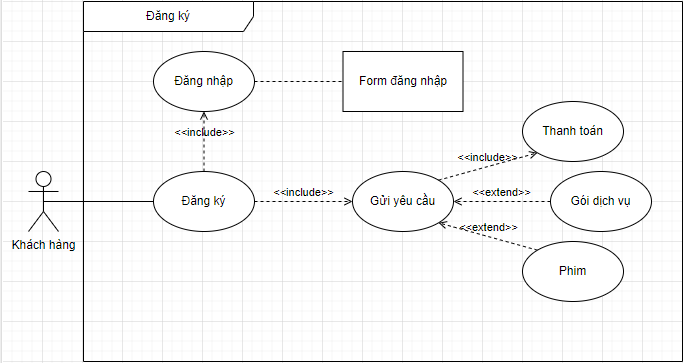 Đăng ký
Đăng nhập
Form đăng nhập
<<include>>
Thanh toán
<<include>>
Đăng ký
<<include>>
Gửi yêu cầu
<<extend>>
Gói dịch vụ
<<extend>>
Khách hàng
Phim